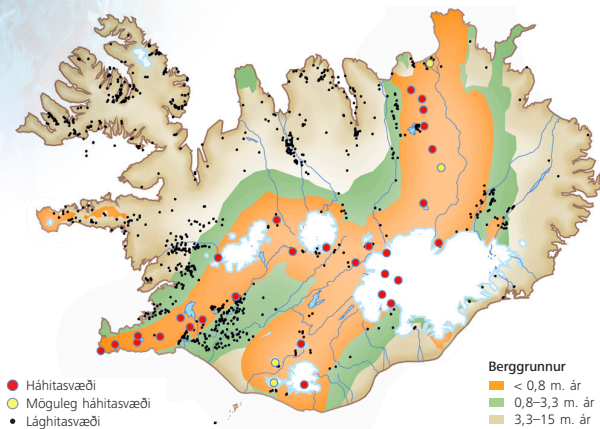 Háhitasvæði
Möguleg háhitasvæði
Lághitasvæði
Berggrunnur
< 0,8 m. ár
0,8–3,3 m. ár
3,3–15 m. ár